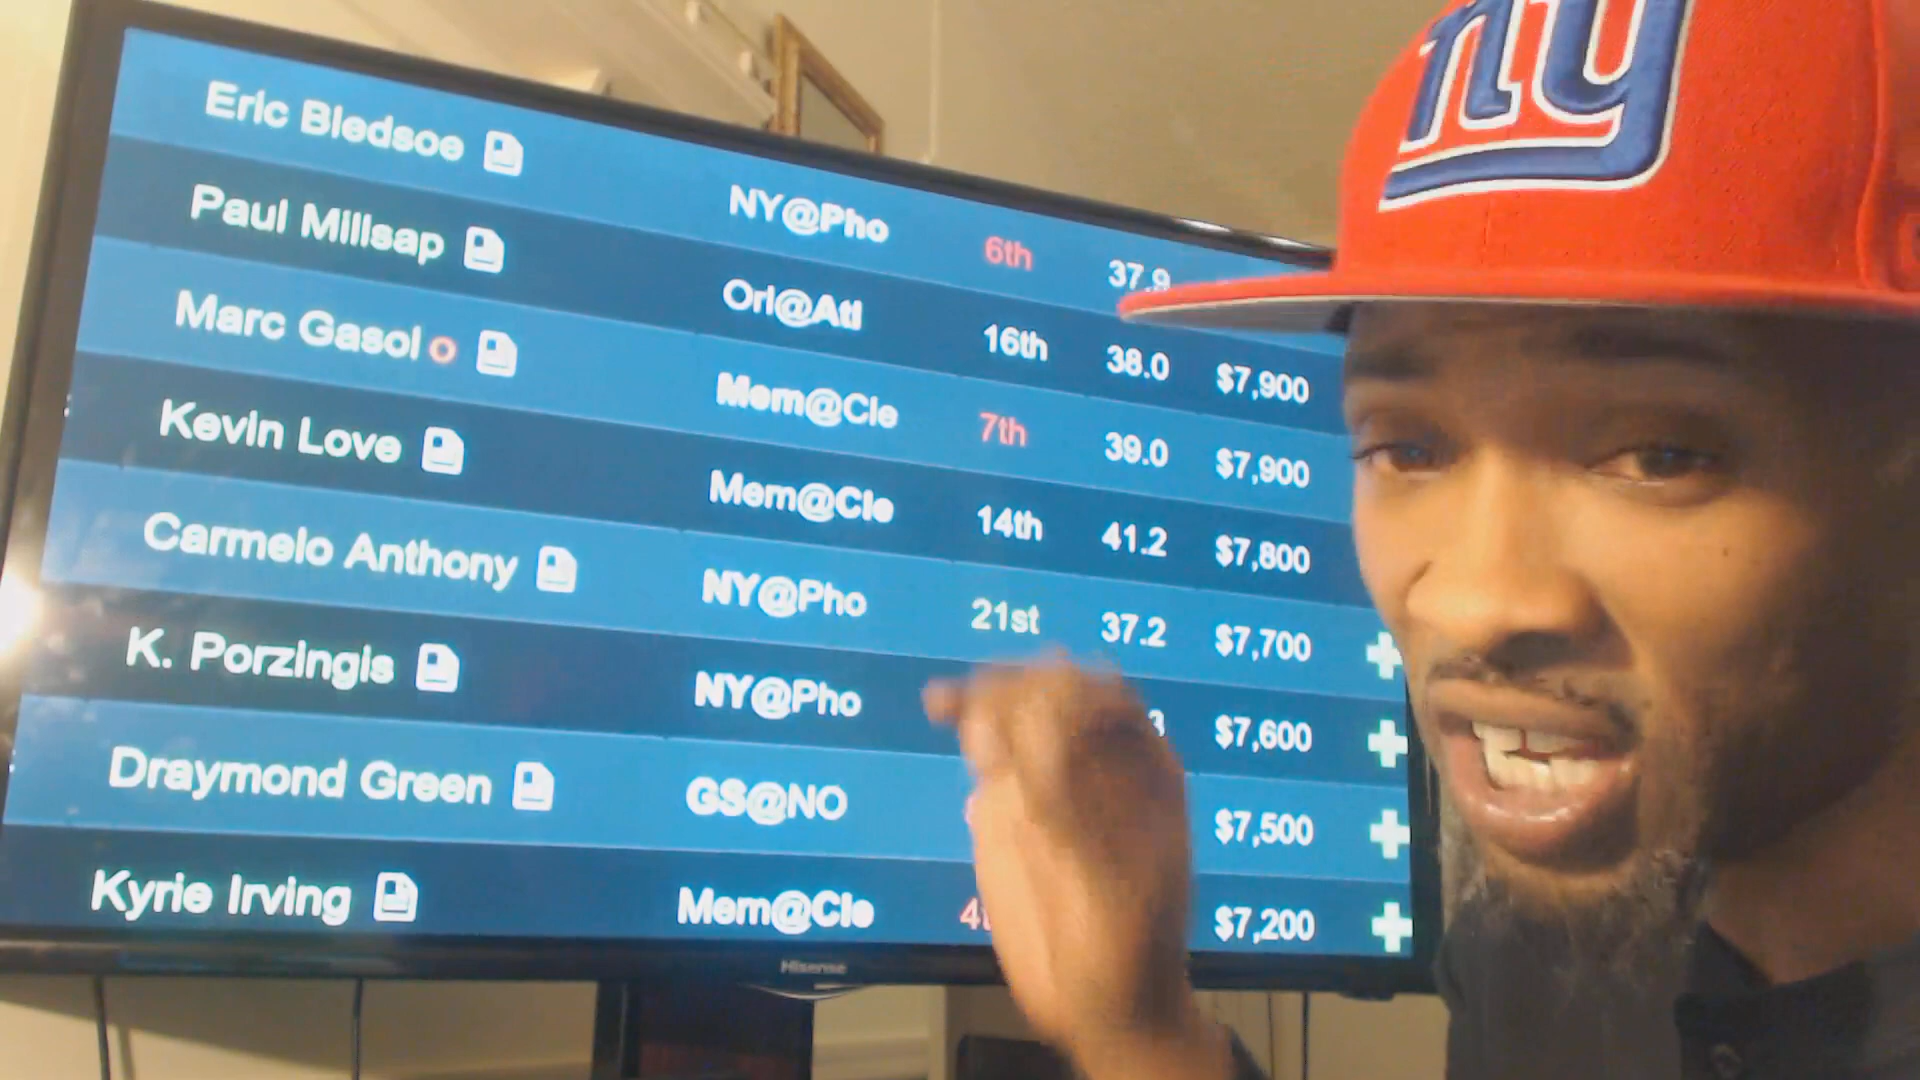 ny
Eric Bledsoe NY@Pho 6th 37.9
Paul Millsap Orl@Atl 16th 38.0 $7,900
Marc Gasol O Mem@Cle 7th 39.0 $7,900
Kevin Love Mem@Cle 14th 41.2 $7,800
Carmelo Anthony NY@Pho 21st 37.2 $7,700
K. Porzingis NY@Pho 3 $7,600
Draymond Green GS@NO $7,500
Kyrie Irving Mem@Cle $7,200
Hisense